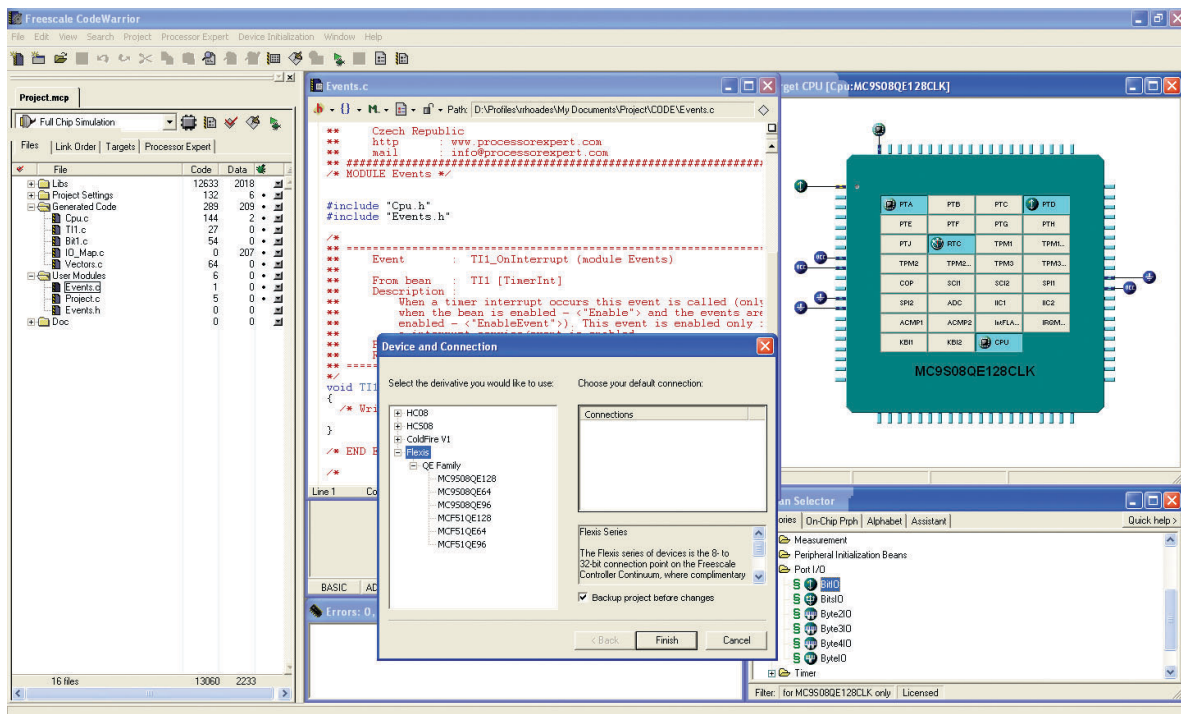 Freescale CodeWarrior
File Edit View Search Project Processor Expert Device Initialization Window Help
Project.mcp
Full Chip Simulation
Files Link Order Targets Processor Expert
File Code Data
Libs 12633 2018
Project Settings 132 6
Generated Code 289 209
Cpu.c 144 2
TI1.c 27 0
Bit1.c 54 0
IO_Map.c 0 207
Vectors.c 64 0
User Modules 6 0
Events.c 1 0
Project.c 5 0
Events.h 0 0
Doc 0 0
16 files 13060 2233
Events.c
Path: D:\Profiles\rrhoades\My Documents\Project\CODE\Events.c
** Czech Republic
** http : www.processorexpert.com
** mail : info@processorexpert.com
** ###########################################################
/* MODULE Events */
#include "Cpu.h"
#include "Events.h"
/*
** ===========================================================
** Event : TI1_OnInterrupt (module Events)
**
** From bean : TI1 [TimerInt]
** Description :
** When a timer interrupt occurs this event is called (only
** when the bean is enabled - <"Enable"> and the events are
** enabled - <"EnableEvent">). This event is enabled only
**
**
**
** =====
*/
void TI1
{
/* Wri
}
/* END E
/*
Line 1 Co
BASIC AD
Errors: 0,
Device and Connection
Select the derivative you would like to use:
HC08
HCS08
ColdFire V1
Flexis
QE Family
MC9S08QE128
MC9S08QE64
MC9S08QE96
MCF51QE128
MCF51QE64
MCF51QE96
Choose your default connection:
Connections
Flexis Series
The Flexis series of devices is the 8- to
32-bit connection point on the Freescale
Controller Continuum, where complimentary
Backup project before changes
< Back Finish Cancel
rget CPU [Cpu:MC9S08QE128CLK]
PTA PTB PTC PTD
PTE PTF PTG PTH
PTJ RTC TPM1 TPM1...
TPM2 TPM2... TPM3 TPM3...
COP SCI1 SCI2 SPI1
SPI2 ADC IIC1 IIC2
ACMP1 ACMP2 IntFLA... IRQM...
KBI1 KBI2 CPU
MC9S08QE128CLK
an Selector
ories On-Chip Prph Alphabet Assistant Quick help >
Measurement
Peripheral Initialization Beans
Port I/O
BitIO
BitsIO
Byte2IO
Byte3IO
Byte4IO
ByteIO
Timer
Filter: for MC9S08QE128CLK only Licensed